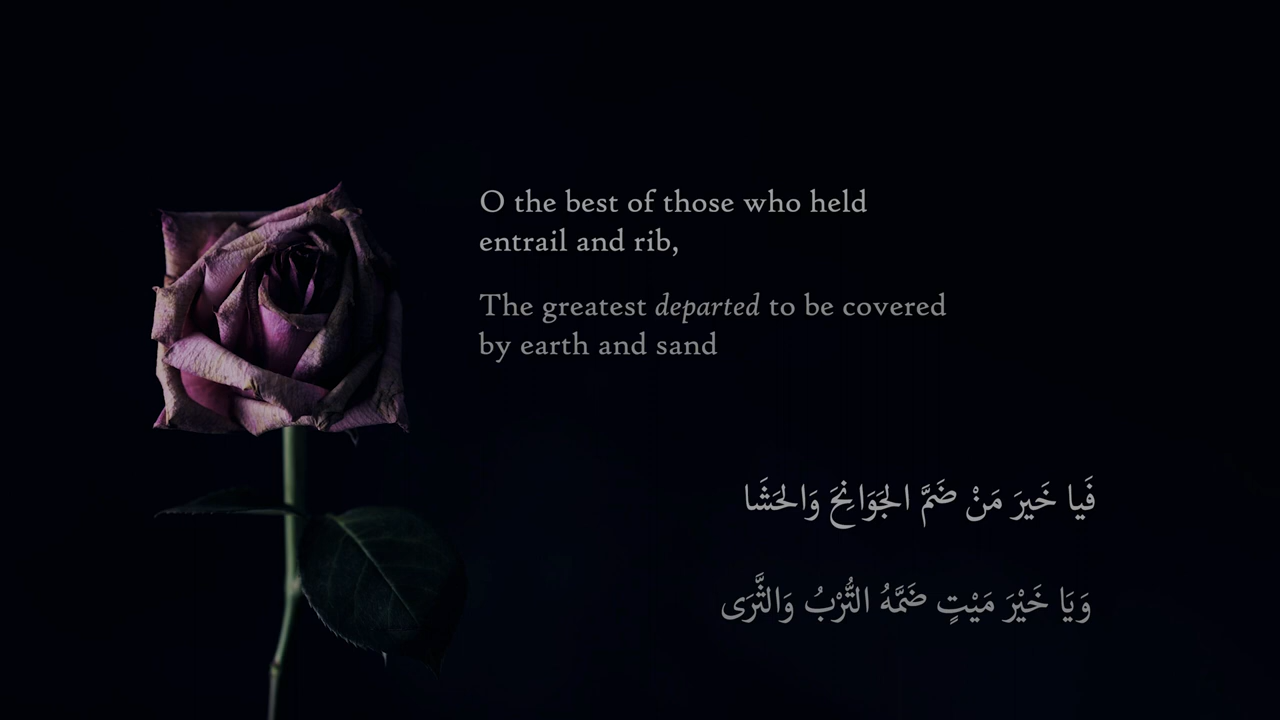 O the best of those who held
entrail and rib,
The greatest departed to be covered
by earth and sand
فَيا خَيرَ مَنْ ضَمَّ الجَوَانِحَ وَالحَشَا
وَيَا خَيْرَ مَيْتٍ ضَمَّهُ التُّرْبُ وَالثَّرَى